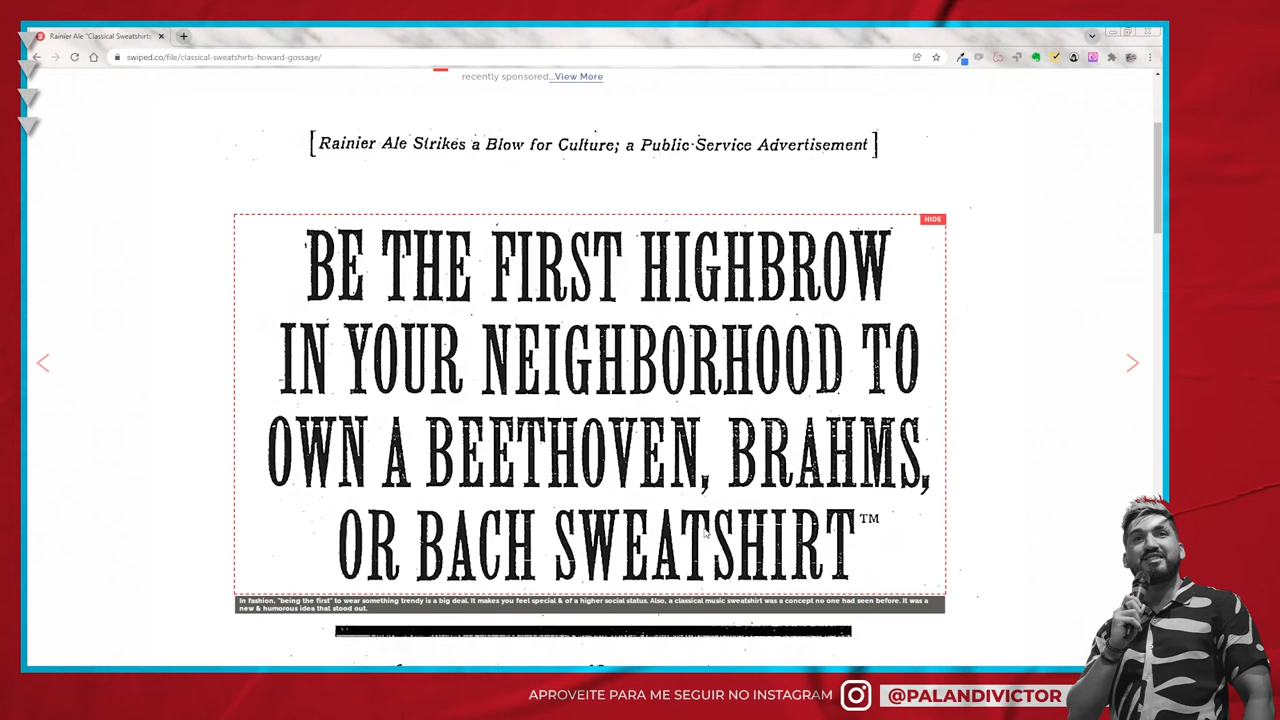 Rainier Ale "Classical Sweatshirts
swiped.co/file/classical-sweatshirts-howard-gossage/
recently sponsored...View More
[Rainier Ale Strikes a Blow for Culture; a Public-Service Advertisement]
HIDE
BE THE FIRST HIGHBROW
IN YOUR NEIGHBORHOOD TO
OWN A BEETHOVEN, BRAHMS,
OR BACH SWEATSHIRT™
In fashion, "being the first" to wear something trendy is a big deal. It makes you feel special & of a higher social status. Also, a classical music sweatshirt was a concept no one had seen before. It was a
new & humorous idea that stood out.
APROVEITE PARA ME SEGUIR NO INSTAGRAM
@PALANDIVICTOR